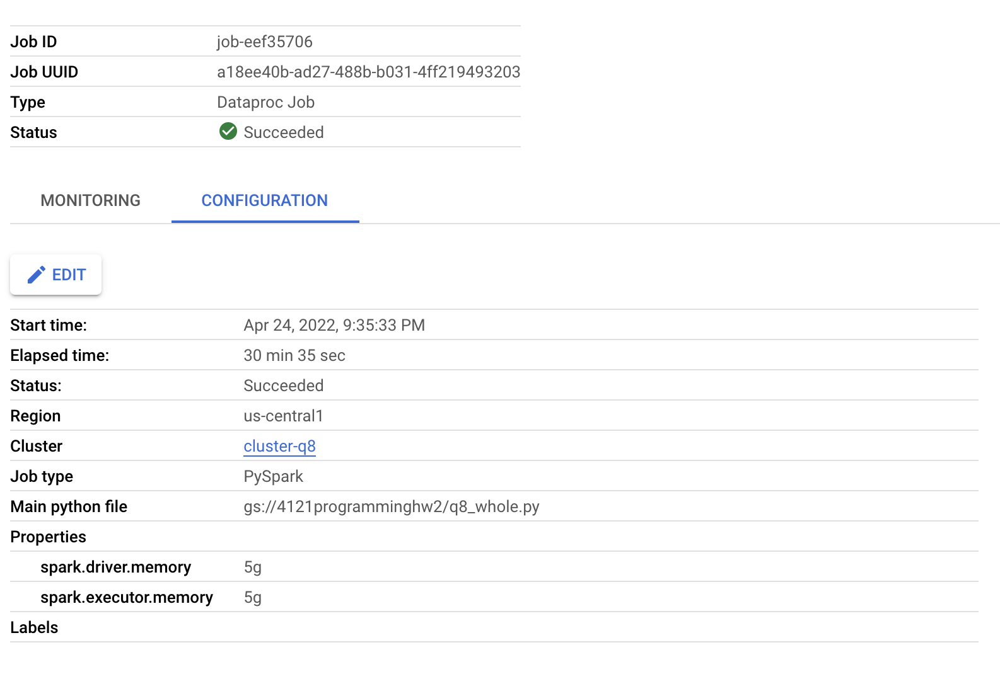 Job ID job-eef35706
Job UUID a18ee40b-ad27-488b-b031-4ff219493203
Type Dataproc Job
Status Succeeded
MONITORING CONFIGURATION
EDIT
Start time: Apr 24, 2022, 9:35:33 PM
Elapsed time: 30 min 35 sec
Status: Succeeded
Region us-central1
Cluster cluster-q8
Job type PySpark
Main python file gs://4121programminghw2/q8_whole.py
Properties
spark.driver.memory 5g
spark.executor.memory 5g
Labels